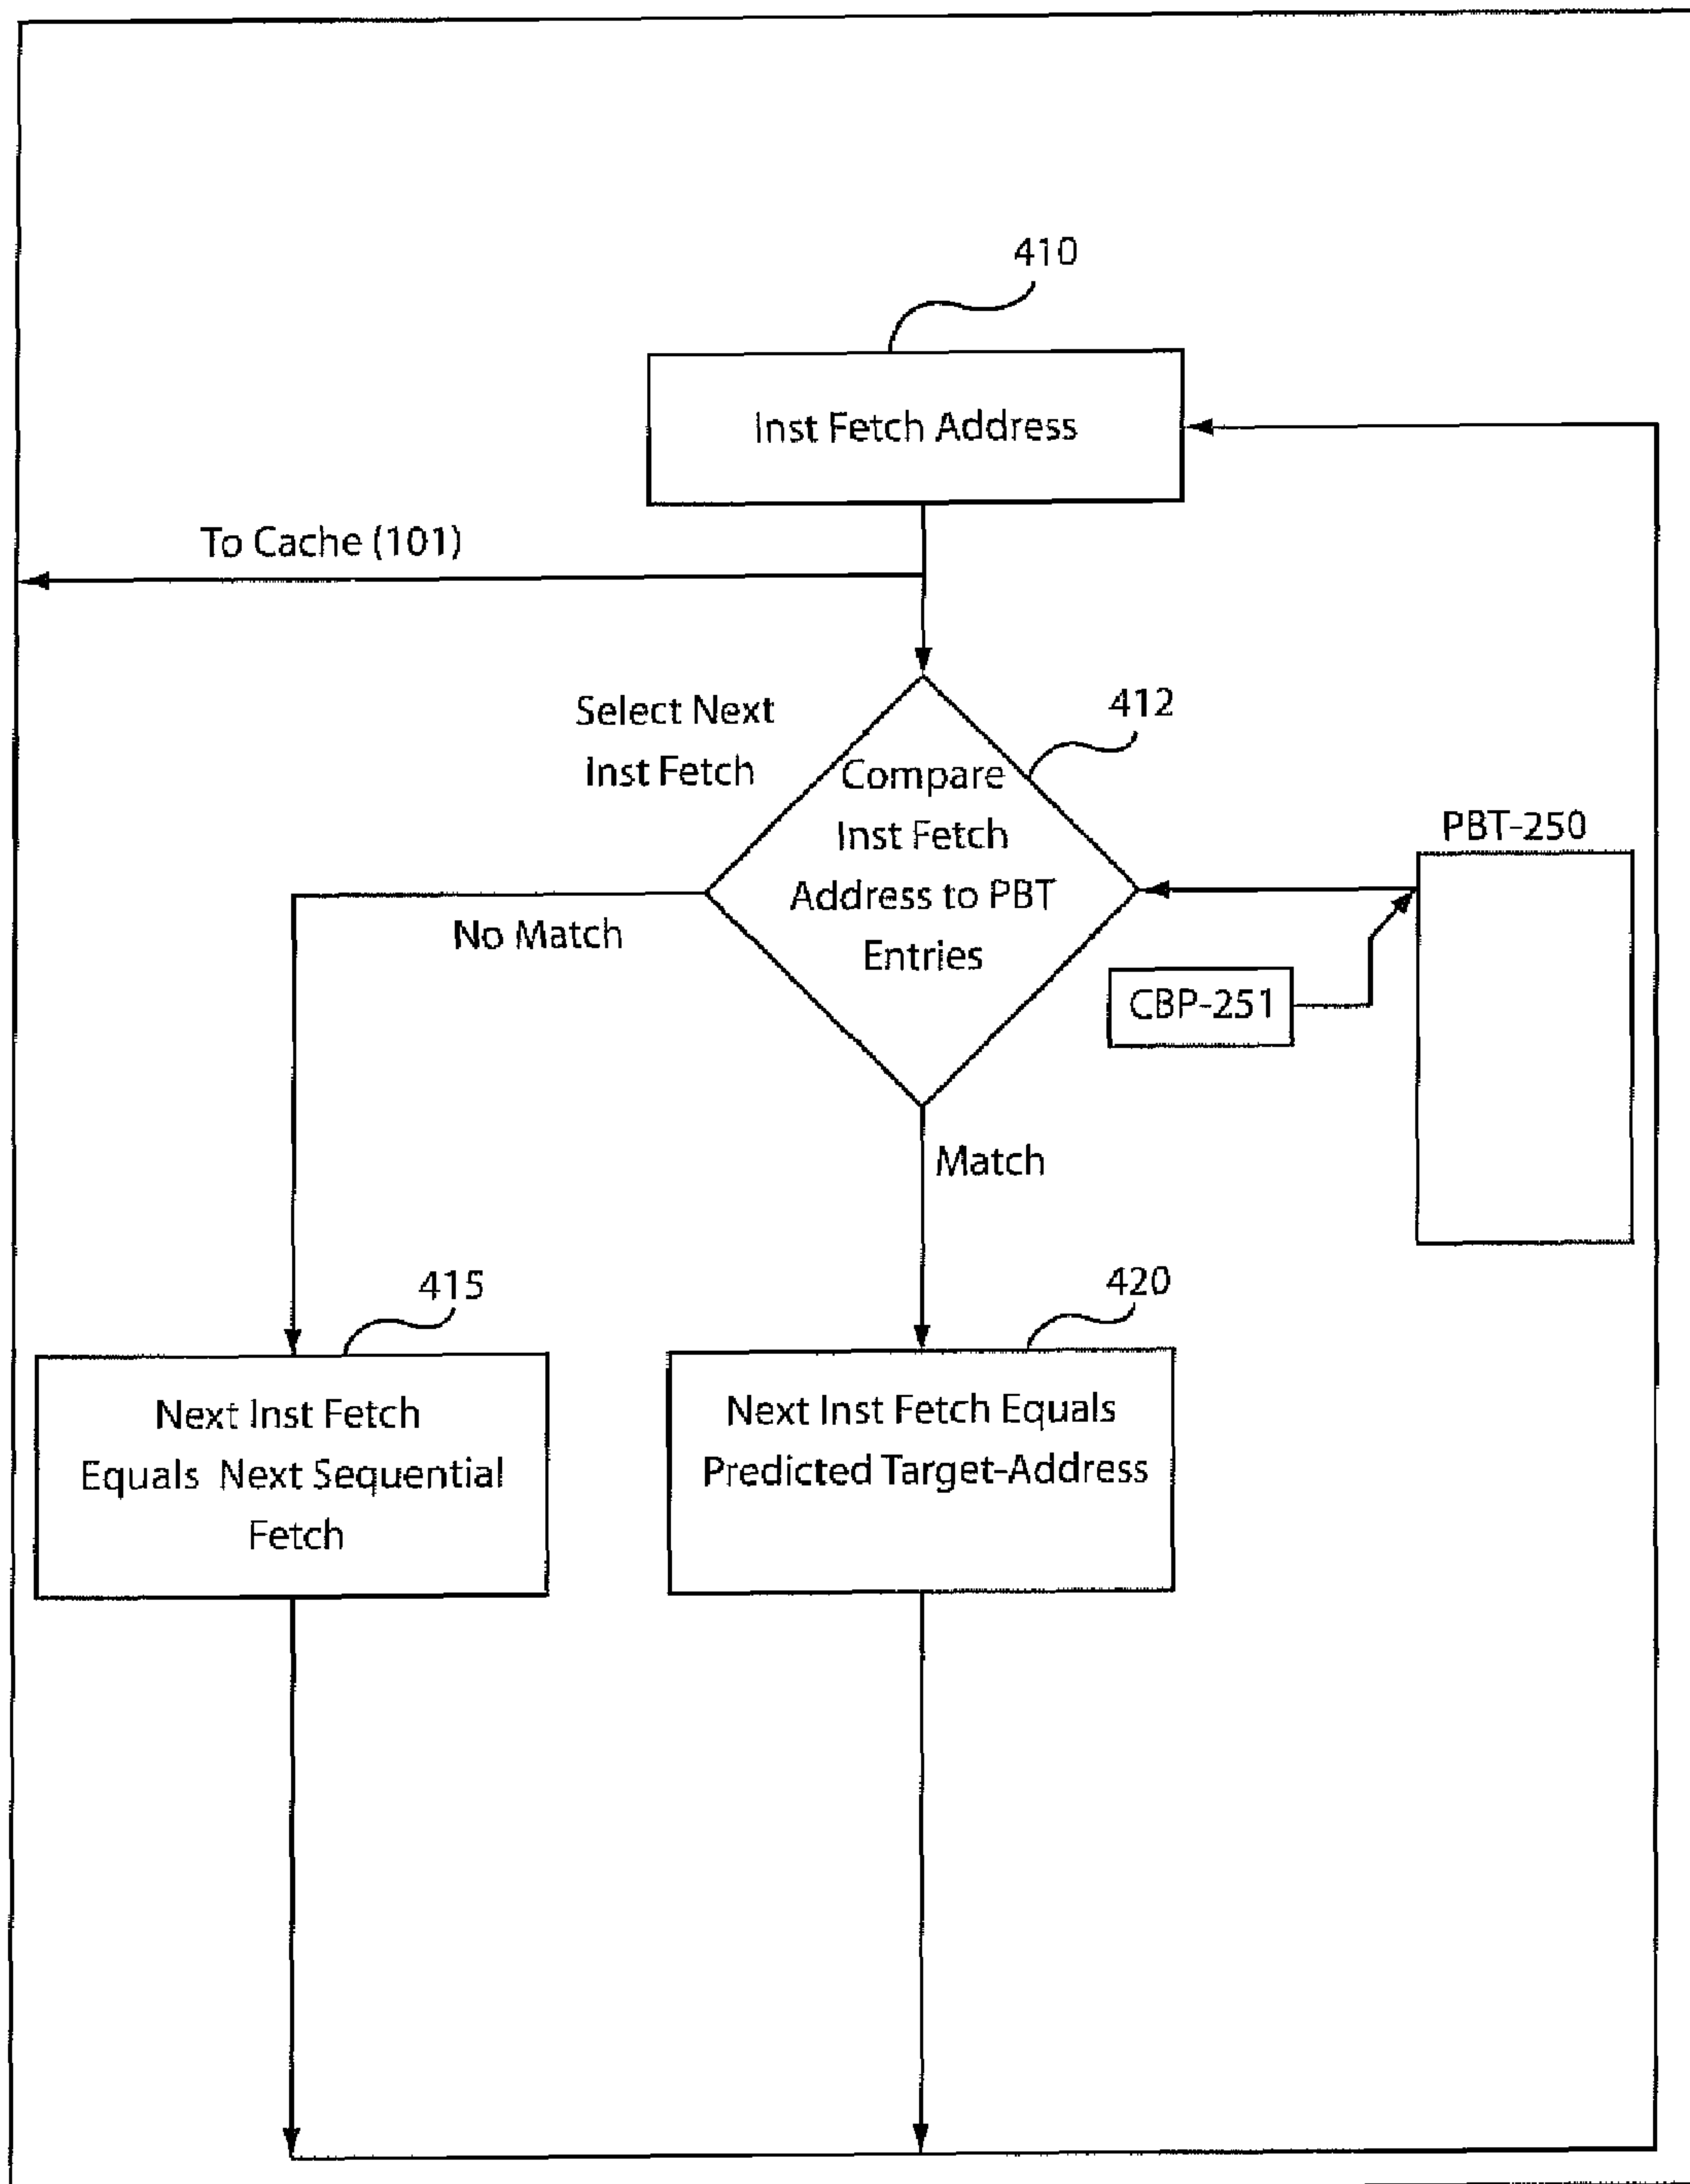 410
Inst Fetch Address
To Cache (101)
Select Next
Inst Fetch
412
Compare
Inst Fetch
Address to PBT
Entries
PBT-250
No Match
CBP-251
Match
415
420
Next Inst Fetch
Equals Next Sequential
Fetch
Next Inst Fetch Equals
Predicted Target-Address